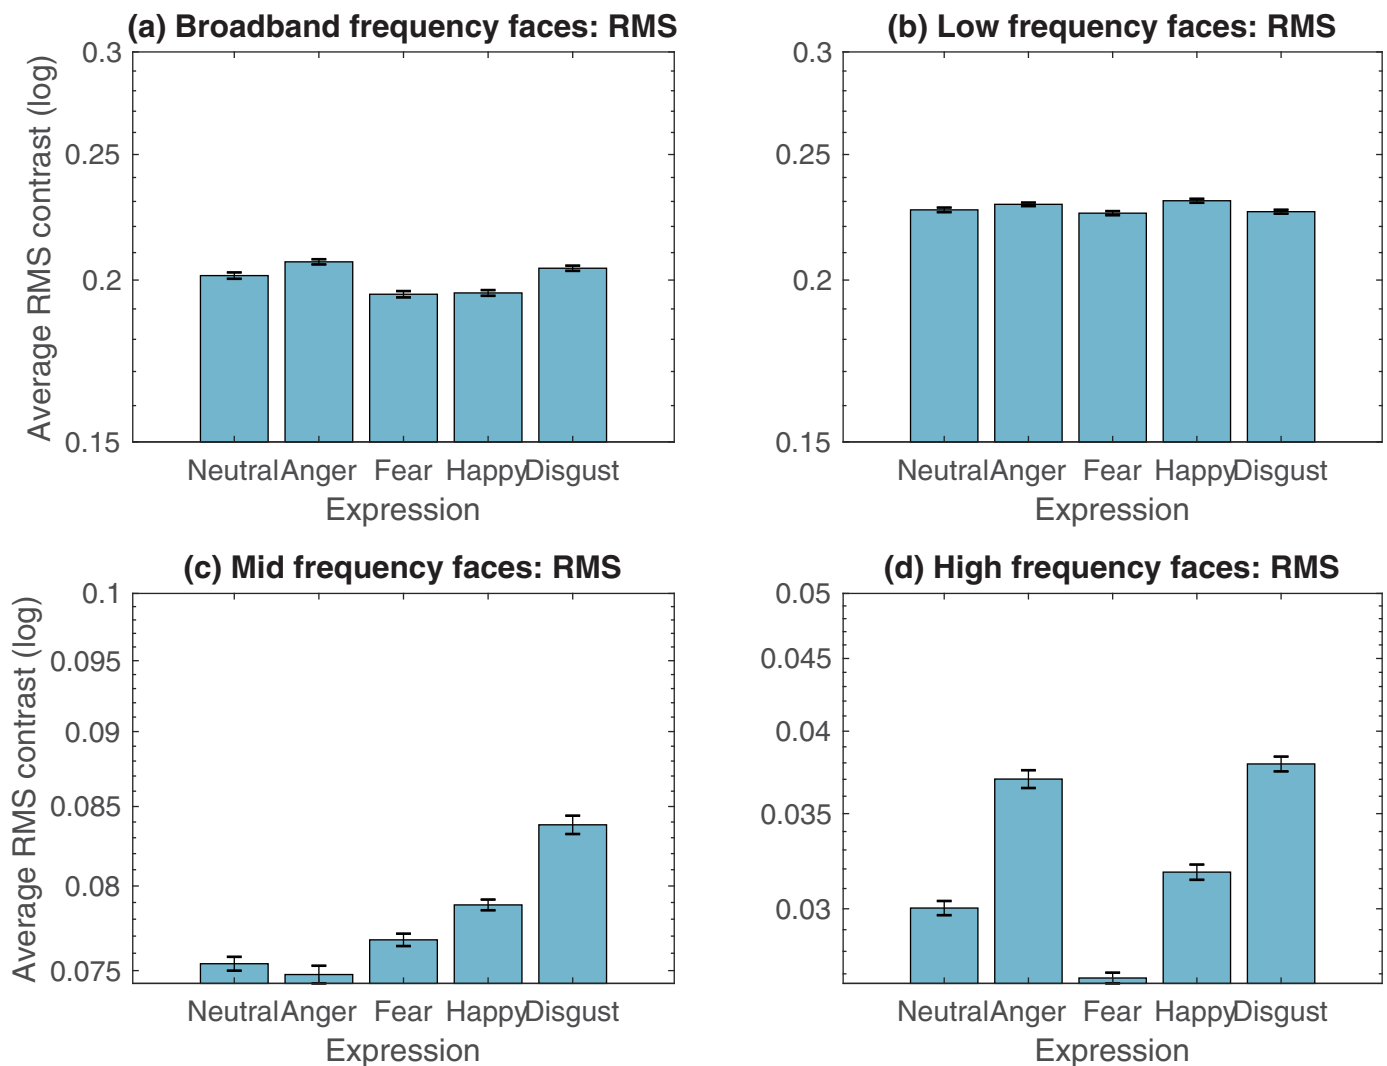 (a) Broadband frequency faces: RMS
Average RMS contrast (log)
0.3
0.25
0.2
0.15
Neutral Anger Fear Happy Disgust
Expression
(b) Low frequency faces: RMS
0.3
0.25
0.2
0.15
Neutral Anger Fear Happy Disgust
Expression
(c) Mid frequency faces: RMS
Average RMS contrast (log)
0.1
0.095
0.09
0.085
0.08
0.075
Neutral Anger Fear Happy Disgust
Expression
(d) High frequency faces: RMS
0.05
0.045
0.04
0.035
0.03
Neutral Anger Fear Happy Disgust
Expression